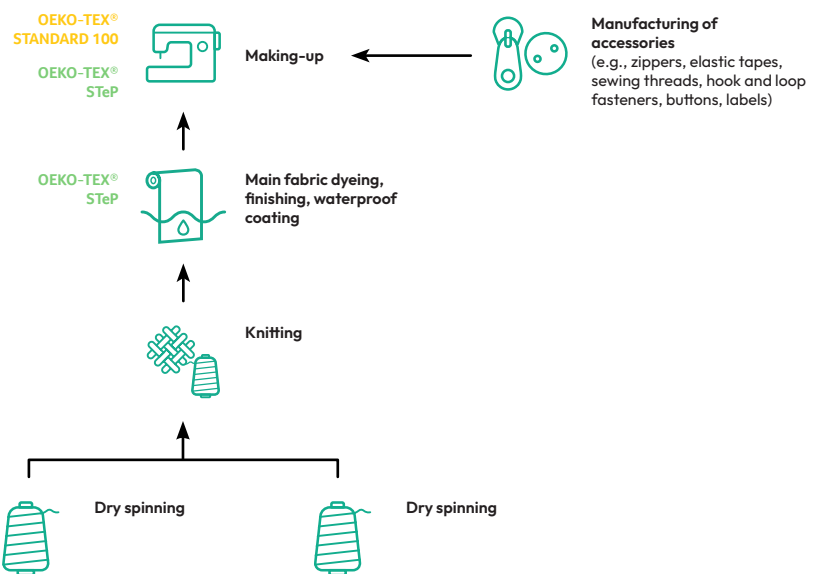 OEKO-TEX®
STANDARD 100
OEKO-TEX®
STeP
Making-up
Manufacturing of
accessories
(e.g., zippers, elastic tapes,
sewing threads, hook and loop
fasteners, buttons, labels)
OEKO-TEX®
STeP
Main fabric dyeing,
finishing, waterproof
coating
Knitting
Dry spinning
Dry spinning